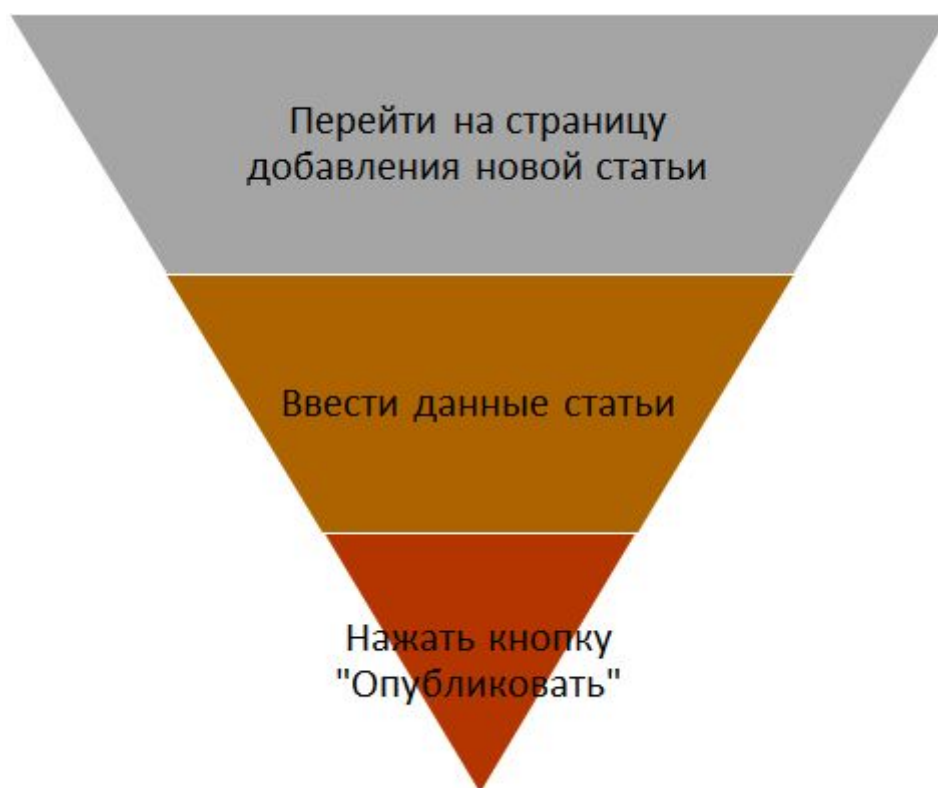 Перейти на страницу
добавления новой статьи
Ввести данные статьи
Нажать кнопку
"Опубликовать"